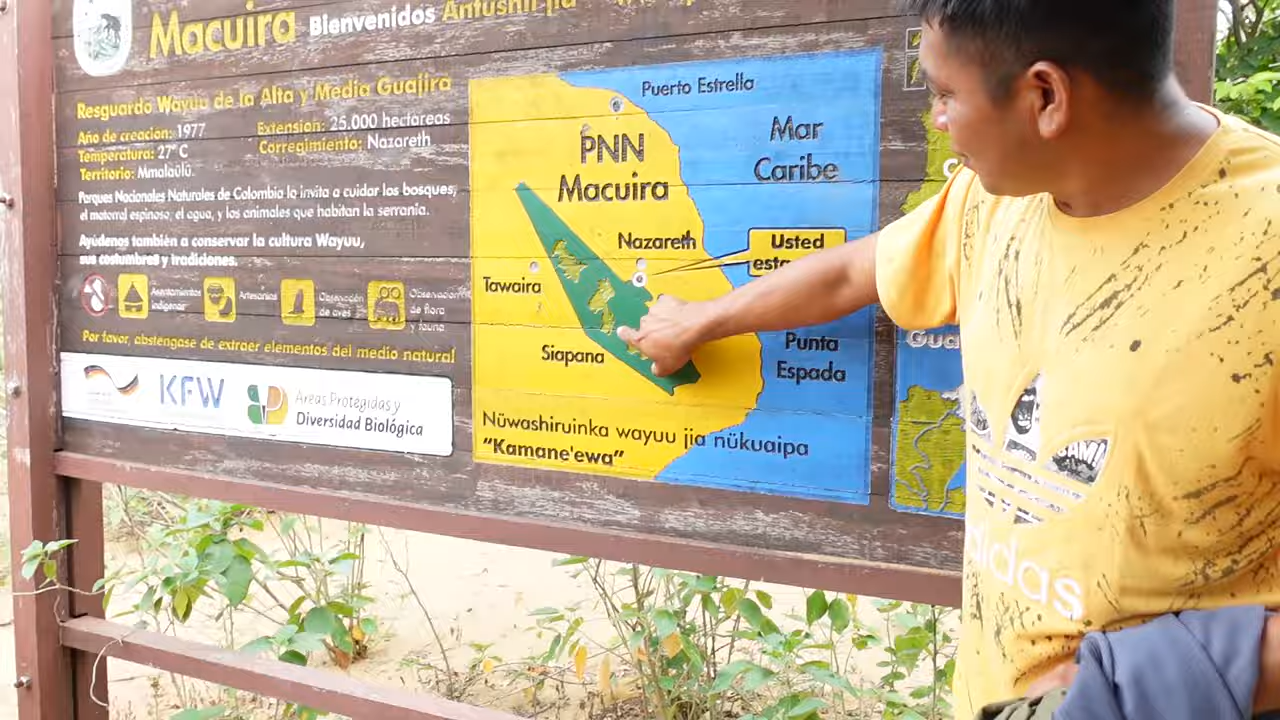 Macuira Bienvenidos
Resguardo Wayuu de la Alta y Media Guajira
Año de creación: 1977
Extensión: 25.000 hectáreas
Temperatura: 27° C
Corregimiento: Nazareth
Territorio: Mmalaülü.
Parques Nacionales Naturales de Colombia lo invita a cuidar los bosques,
el matorral espinoso, el agua, y los animales que habitan la serranía.
Ayúdenos también a conservar la cultura Wayuu,
sus costumbres y tradiciones.
Asentamientos
indígenas
Artesanías
Observación
de aves
Observación
de flora
y fauna
Por favor, absténgase de extraer elementos del medio natural
KFW
Áreas Protegidas y
Diversidad Biológica
Puerto Estrella
PNN
Macuira
Mar
Caribe
Nazareth
Usted
Tawaira
Siapana
Punta
Espada
Nüwashiruinka wayuu jia nükuaipa
"Kamane'ewa"
Gua
adidas